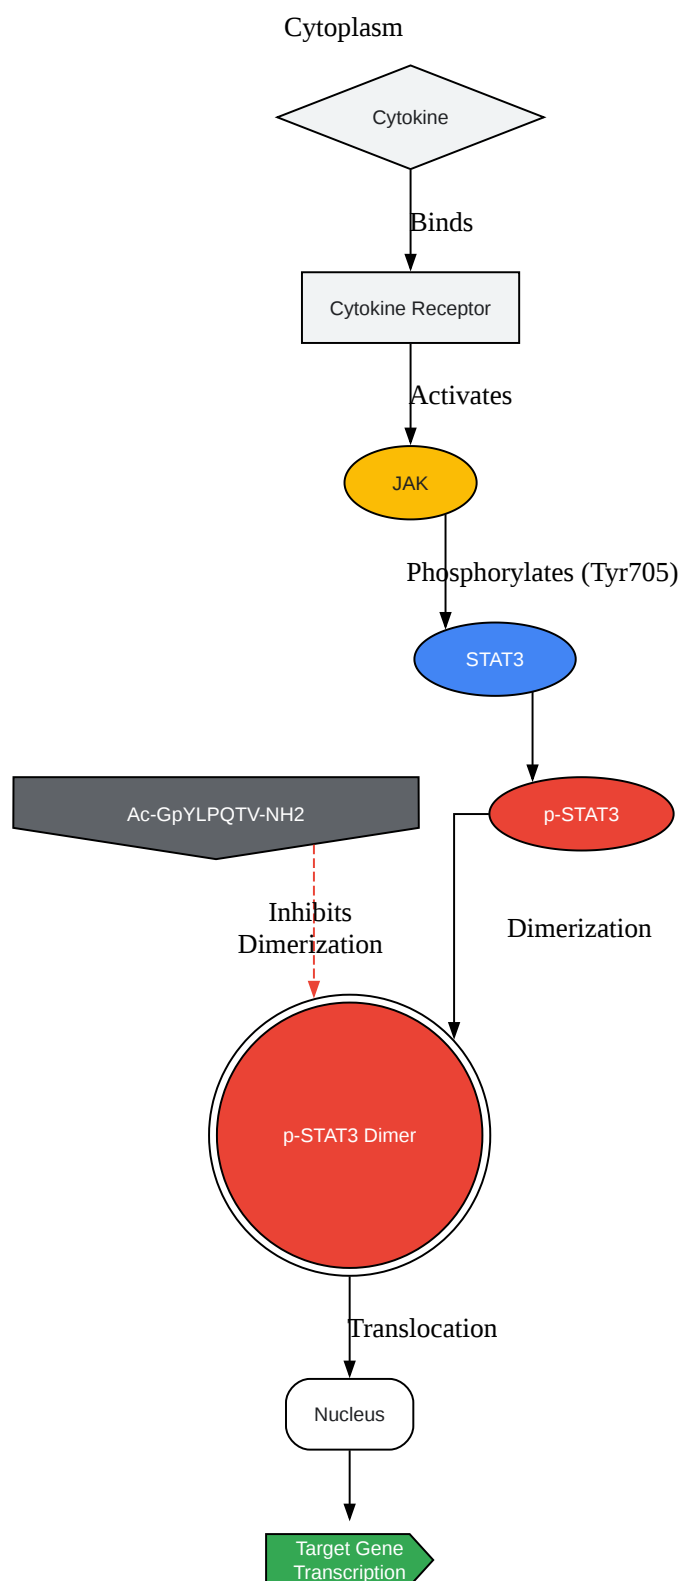 Cytoplasm
Cytokine
Binds
Cytokine Receptor
Activates
JAK
Phosphorylates (Tyr705)
STAT3
Ac-GpYLPQTV-NH2
p-STAT3
Inhibits
Dimerization
Dimerization
p-STAT3 Dimer
Translocation
Nucleus
Target Gene
Transcription